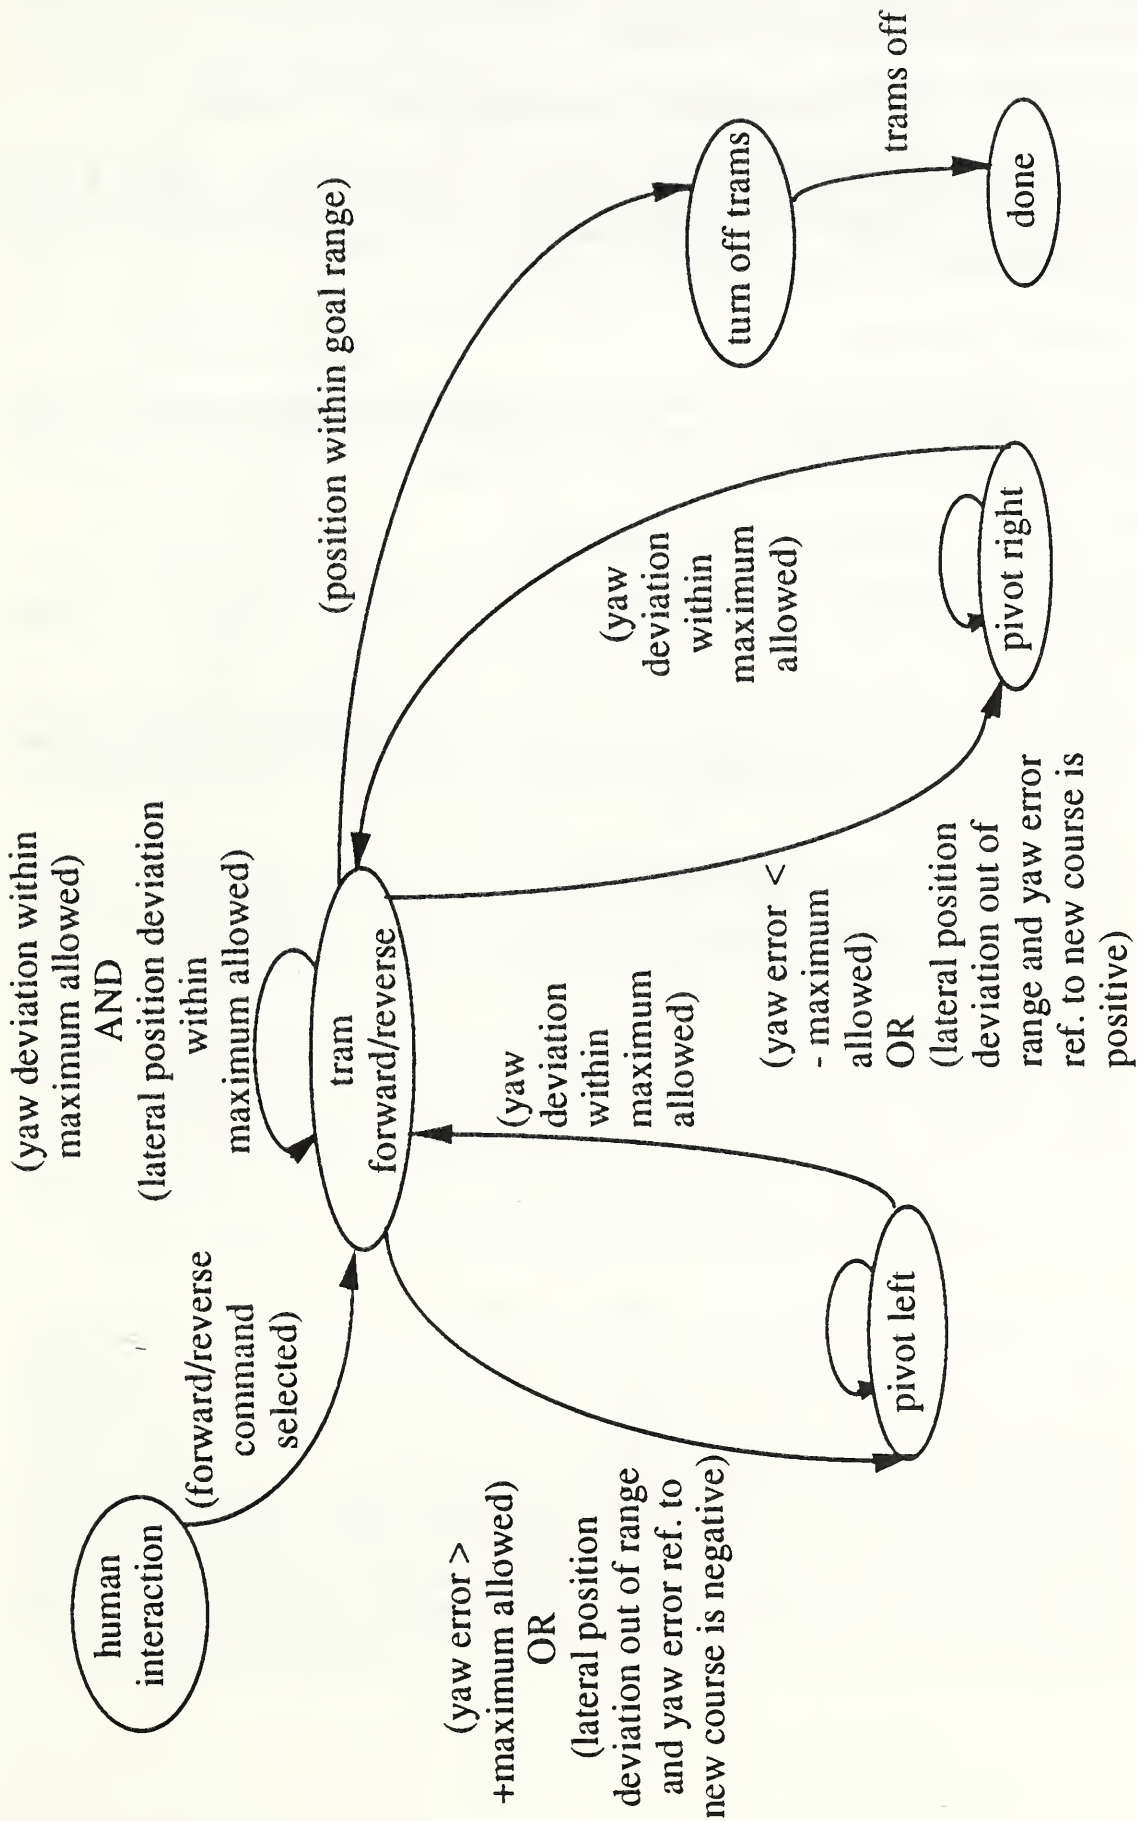 human
interaction
(forward/reverse
command
selected)
(yaw deviation within
maximum allowed)
AND
(lateral position deviation
within
maximum allowed)
tram
forward/reverse
(position within goal range)
(yaw error >
+maximum allowed)
OR
(lateral position
deviation out of range
and yaw error ref. to
new course is negative)
(yaw
deviation
within
maximum
allowed)
pivot left
(yaw error <
- maximum
allowed)
OR
(lateral position
deviation out of
range and yaw error
ref. to new course is
positive)
(yaw
deviation
within
maximum
allowed)
pivot right
turn off trams
trams off
done